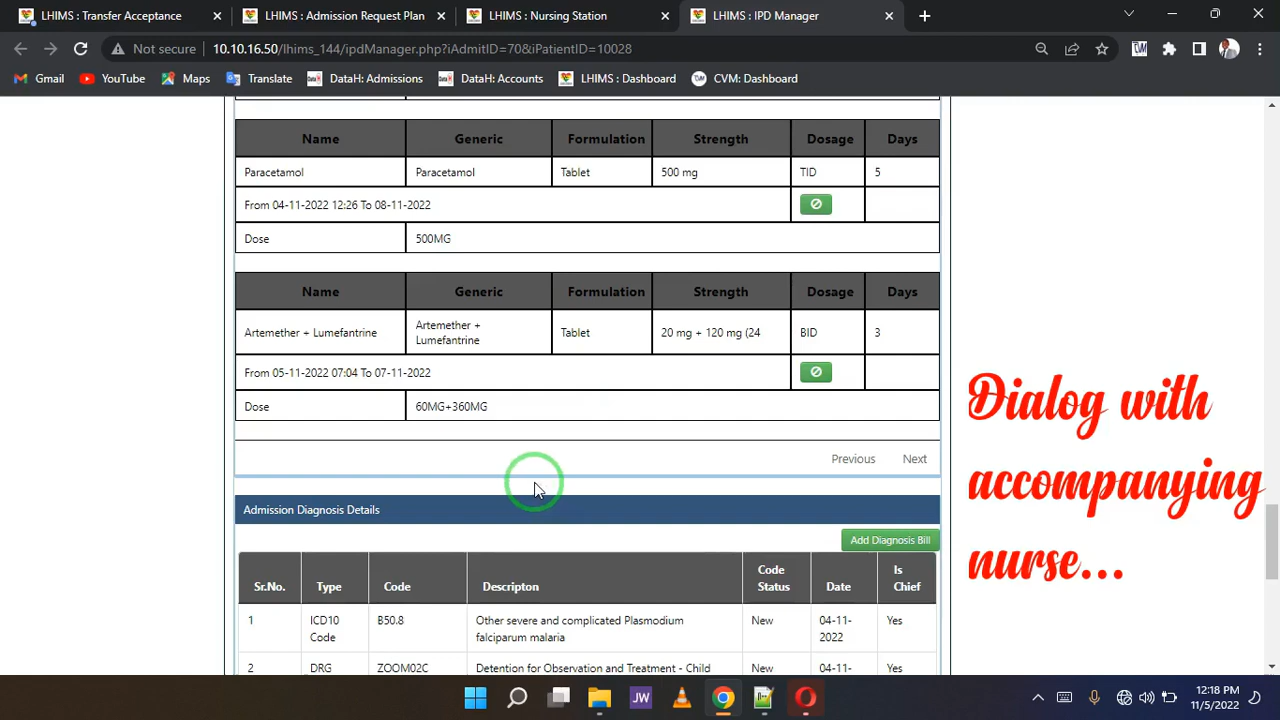 LHIMS : Transfer Acceptance
LHIMS : Admission Request Plan
LHIMS : Nursing Station
LHIMS : IPD Manager
Not secure
10.10.16.50/lhims_144/ipdManager.php?iAdmitID=70&iPatientID=10028
Gmail
YouTube
Maps
Translate
DataH: Admissions
DataH: Accounts
LHIMS : Dashboard
CVM: Dashboard
Name Generic Formulation Strength Dosage Days
Paracetamol Paracetamol Tablet 500 mg TID 5
From 04-11-2022 12:26 To 08-11-2022
Dose 500MG
Name Generic Formulation Strength Dosage Days
Artemether + Lumefantrine Artemether + Lumefantrine Tablet 20 mg + 120 mg (24 BID 3
From 05-11-2022 07:04 To 07-11-2022
Dose 60MG+360MG
Previous Next
Dialog with
accompanying
nurse...
Admission Diagnosis Details
Add Diagnosis Bill
Sr.No. Type Code Descripton Code Status Date Is Chief
1 ICD10 Code B50.8 Other severe and complicated Plasmodium falciparum malaria New 04-11-2022 Yes
2 DRG ZOOM02C Detention for Observation and Treatment - Child New 04-11- Yes
JW
12:18 PM
11/5/2022